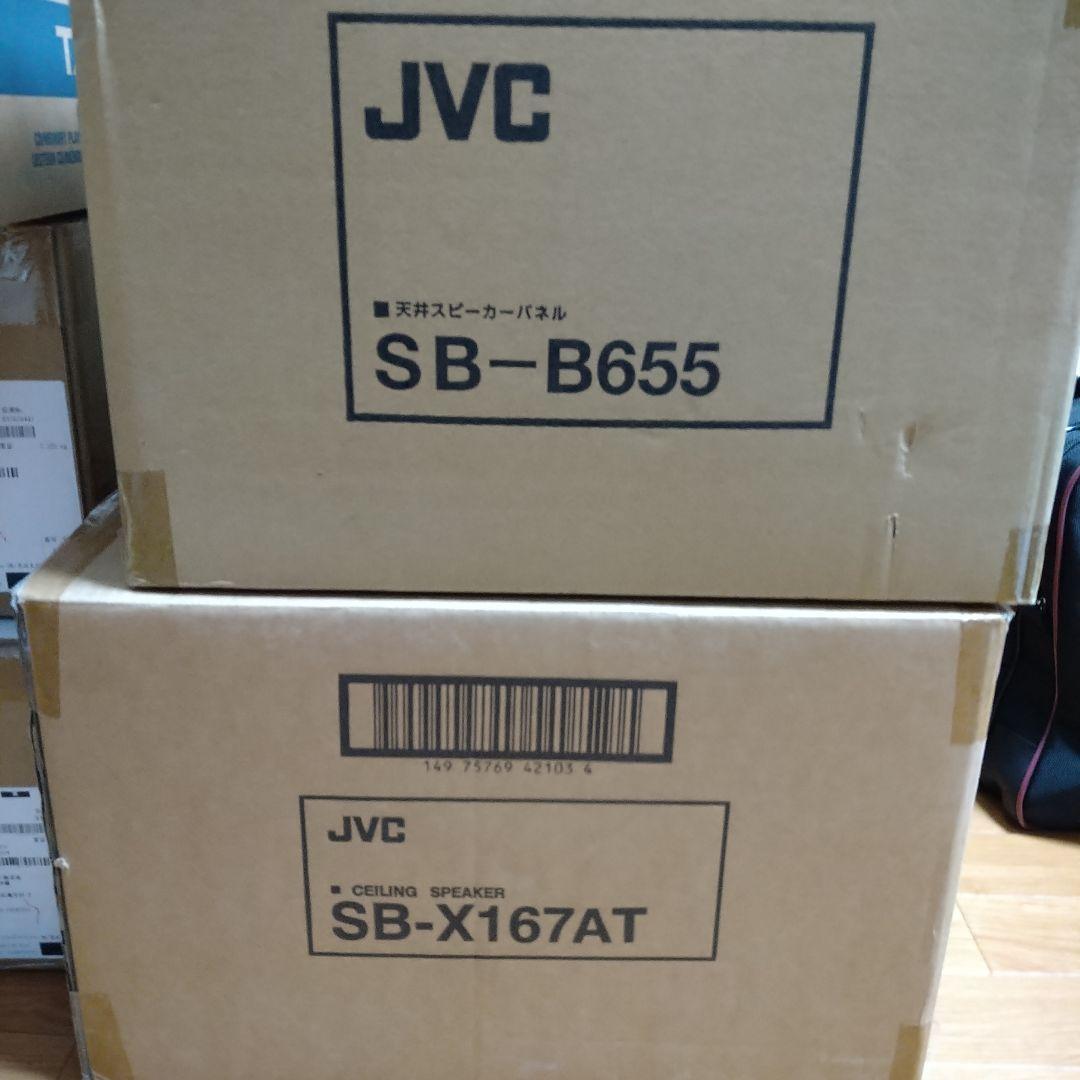 JVC
■天井スピーカーパネル
SB-B655
149 75769 42103 4
JVC
■ CEILING SPEAKER
SB-X167AT